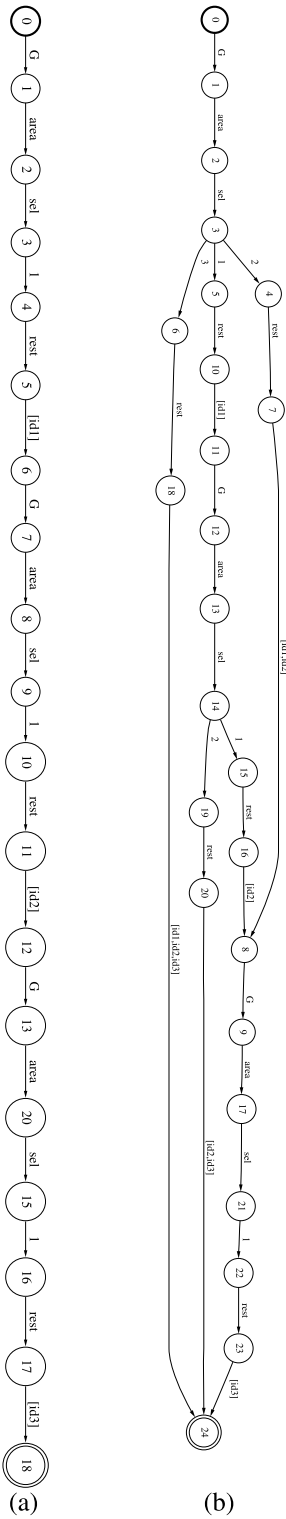 0
G
1
area
2
sel
3
1
4
rest
5
[id1]
6
G
7
area
8
sel
9
1
10
rest
11
[id2]
12
G
13
area
20
sel
15
1
16
rest
17
[id3]
18
(a)
0
G
1
area
2
sel
3
3
1
2
6
5
4
rest
rest
rest
18
10
7
[id1]
11
G
12
area
13
sel
14
2
1
19
15
rest
rest
20
16
[id2]
[id1,id2]
8
G
9
area
17
sel
21
1
22
rest
23
[id3]
[id1,id2,id3]
[id2,id3]
24
(b)